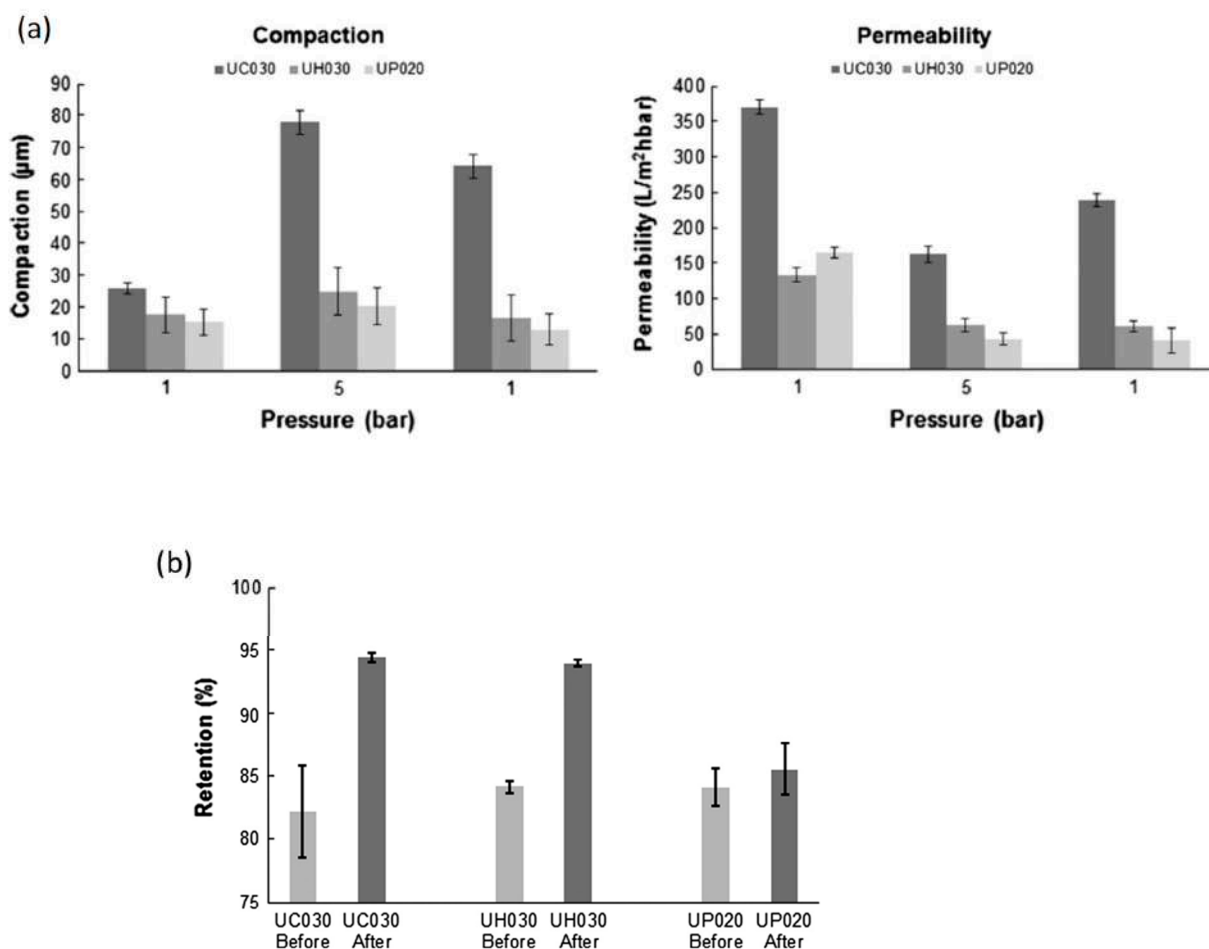 (a)
Compaction
UC030 UH030 UP020
90
80
70
60
50
40
30
20
10
0
Compaction (µm)
1 5 1
Pressure (bar)
Permeability
UC030 UH030 UP020
400
350
300
250
200
150
100
50
0
Permeability (L/m²hbar)
1 5 1
Pressure (bar)
(b)
100
95
90
85
80
75
Retention (%)
UC030 UC030 UH030 UH030 UP020 UP020
Before After Before After Before After